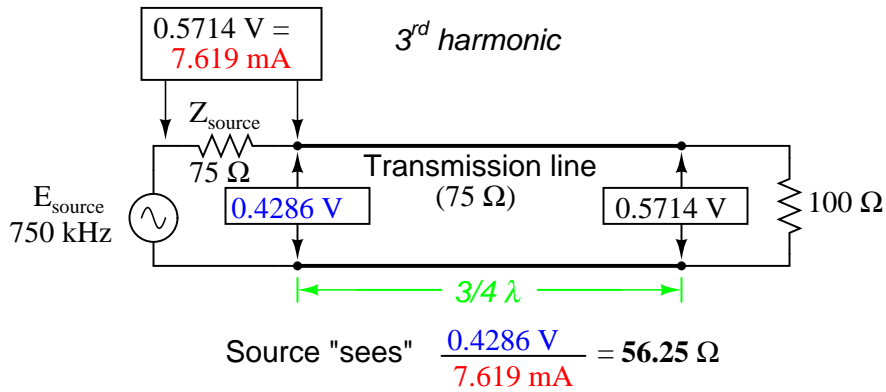 0.5714 V =
7.619 mA
3rd harmonic
Zsource
75 Ω
Transmission line
(75 Ω)
Esource
750 kHz
0.4286 V
0.5714 V
100 Ω
3/4 λ
Source "sees" 0.4286 V / 7.619 mA = 56.25 Ω